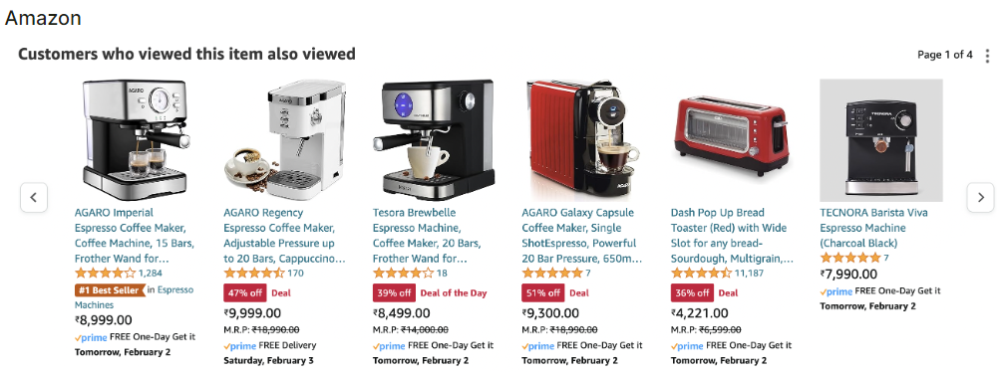 Amazon
Customers who viewed this item also viewed
Page 1 of 4
AGARO
AGARO
AGARO
TECNORA
AGARO Imperial
Espresso Coffee Maker,
Coffee Machine, 15 Bars,
Frother Wand for…
1,284
#1 Best Seller in Espresso
Machines
₹8,999.00
prime FREE One-Day Get it
Tomorrow, February 2
AGARO Regency
Espresso Coffee Maker,
Adjustable Pressure up
to 20 Bars, Cappuccino…
170
47% off Deal
₹9,999.00
M.R.P: ₹18,990.00
prime FREE Delivery
Saturday, February 3
Tesora Brewbelle
Espresso Machine,
Coffee Maker, 20 Bars,
Frother Wand for…
18
39% off Deal of the Day
₹8,499.00
M.R.P: ₹14,000.00
prime FREE One-Day Get it
Tomorrow, February 2
AGARO Galaxy Capsule
Coffee Maker, Single
ShotEspresso, Powerful
20 Bar Pressure, 650m…
7
51% off Deal
₹9,300.00
M.R.P: ₹18,990.00
prime FREE One-Day Get it
Tomorrow, February 2
Dash Pop Up Bread
Toaster (Red) with Wide
Slot for any bread-
Sourdough, Multigrain,…
11,187
36% off Deal
₹4,221.00
M.R.P: ₹6,599.00
prime FREE One-Day Get it
Tomorrow, February 2
TECNORA Barista Viva
Espresso Machine
(Charcoal Black)
7
₹7,990.00
prime FREE One-Day Get it
Tomorrow, February 2